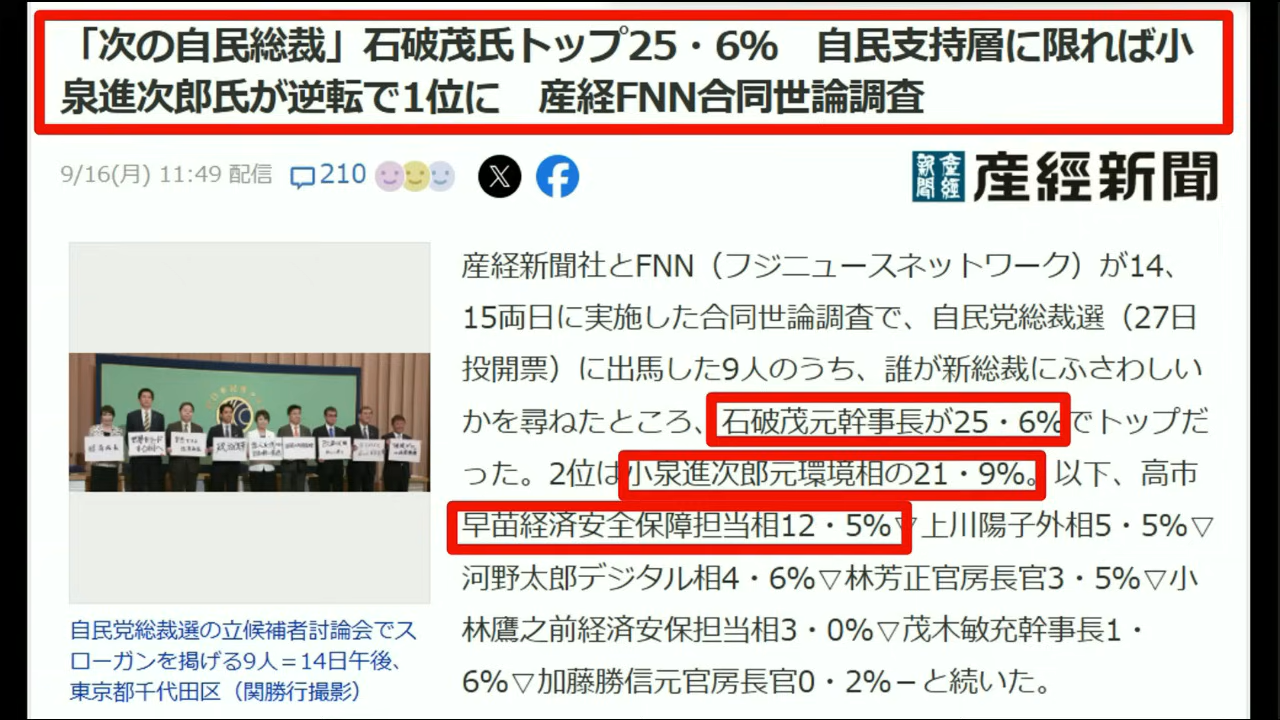 「次の自民総裁」石破茂氏トップ25・6%　自民支持層に限れば小
泉進次郎氏が逆転で1位に　産経FNN合同世論調査
9/16(月) 11:49 配信
210
産経新聞
産經新聞
産経新聞社とFNN（フジニュースネットワーク）が14、
15両日に実施した合同世論調査で、自民党総裁選（27日
投開票）に出馬した9人のうち、誰が新総裁にふさわしい
かを尋ねたところ、石破茂元幹事長が25・6%でトップだ
った。2位は小泉進次郎元環境相の21・9%。以下、高市
早苗経済安全保障担当相12・5%▽上川陽子外相5・5%▽
河野太郎デジタル相4・6%▽林芳正官房長官3・5%▽小
林鷹之前経済安保担当相3・0%▽茂木敏充幹事長1・
6%▽加藤勝信元官房長官0・2%－と続いた。
自民党総裁選の立候補者討論会でス
ローガンを掲げる9人＝14日午後、
東京都千代田区（関勝行撮影）